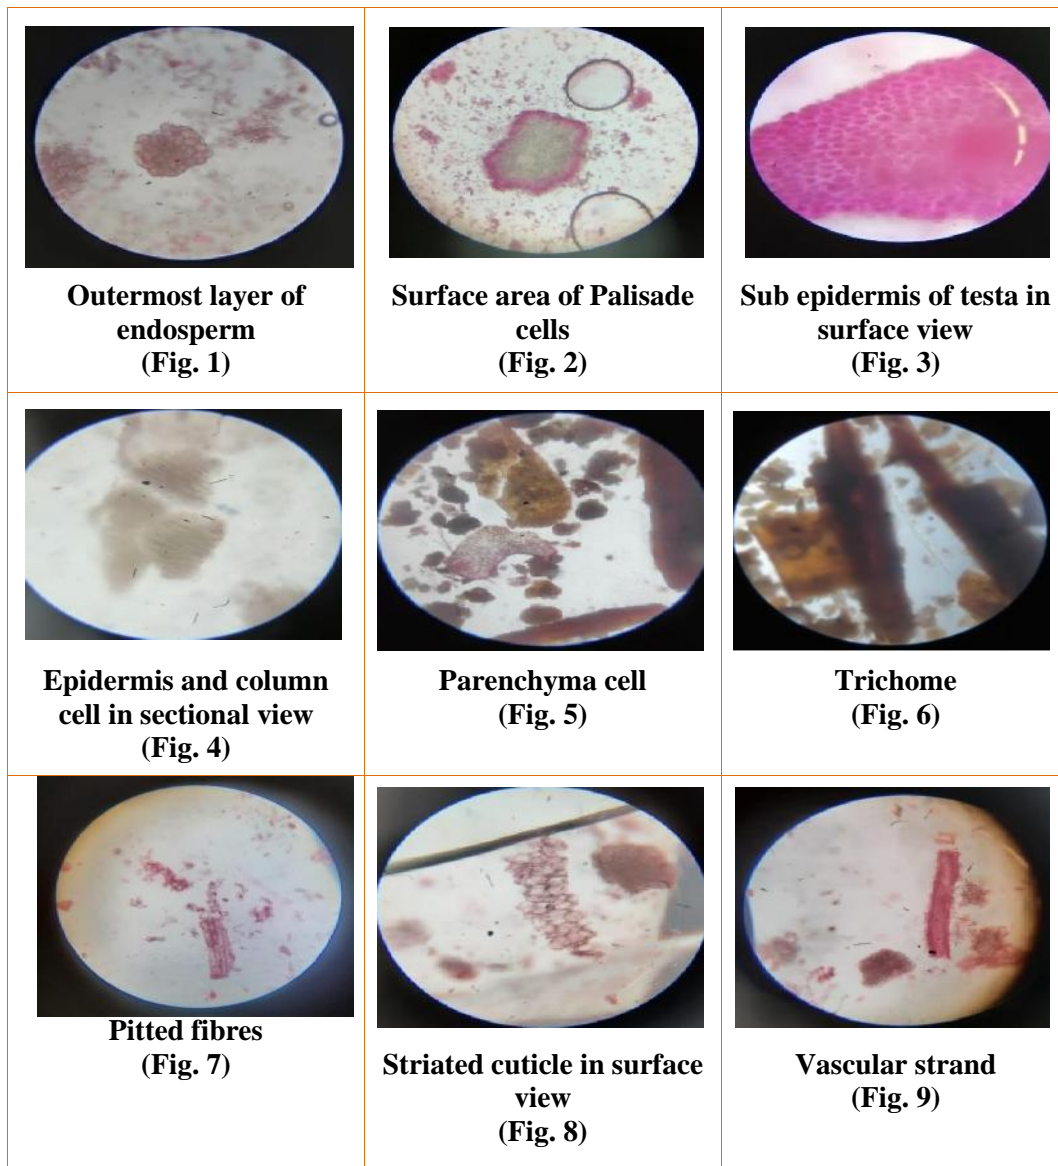 Outermost layer of
endosperm
(Fig. 1)
Surface area of Palisade
cells
(Fig. 2)
Sub epidermis of testa in
surface view
(Fig. 3)
Epidermis and column
cell in sectional view
(Fig. 4)
Parenchyma cell
(Fig. 5)
Trichome
(Fig. 6)
Pitted fibres
(Fig. 7)
Striated cuticle in surface
view
(Fig. 8)
Vascular strand
(Fig. 9)